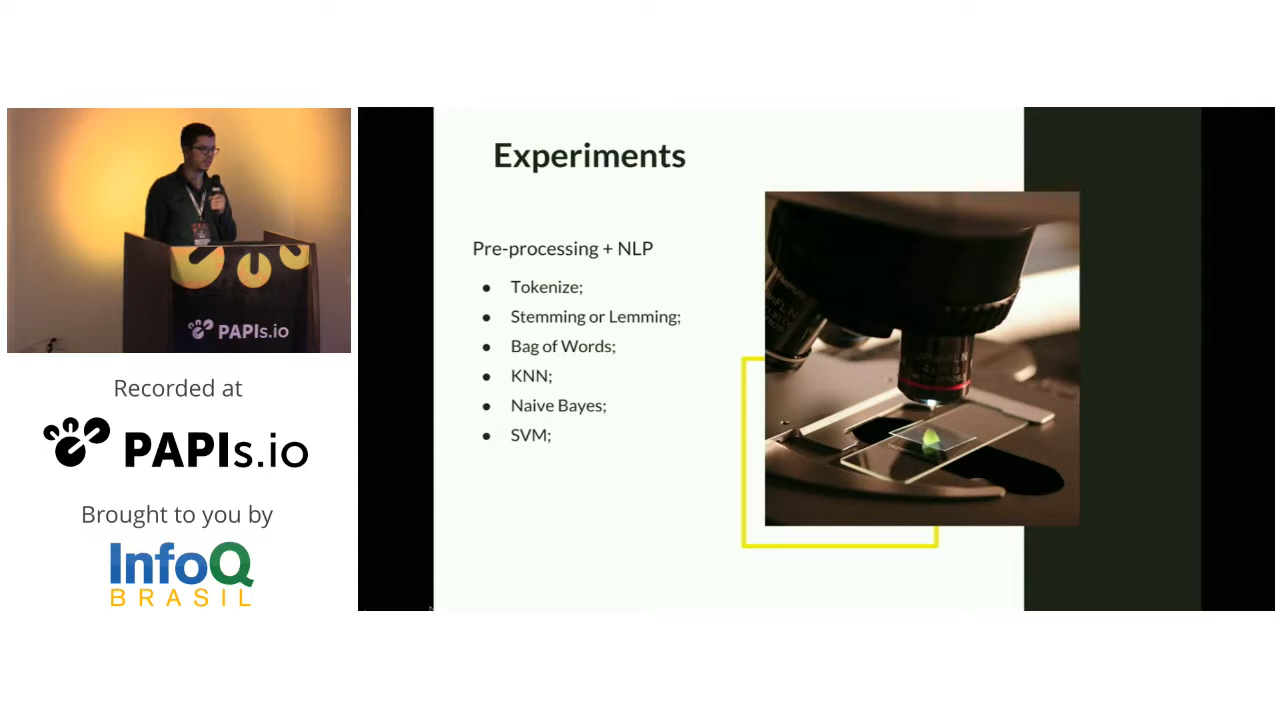 PAPIs.io
Recorded at
PAPIs.io
Brought to you by
InfoQ
BRASIL
Experiments
Pre-processing + NLP
● Tokenize;
● Stemming or Lemming;
● Bag of Words;
● KNN;
● Naive Bayes;
● SVM;